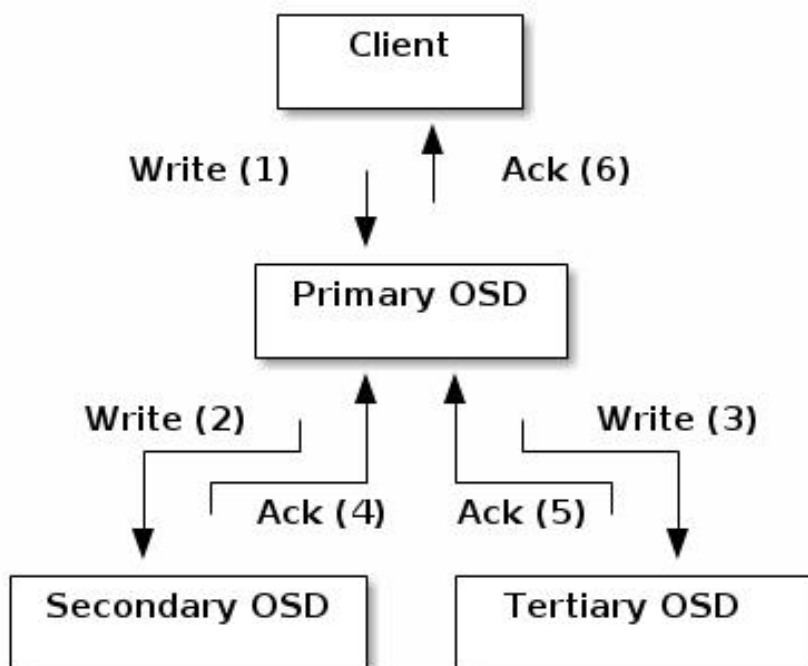 Client
Write (1)
Ack (6)
Primary OSD
Write (2)
Write (3)
Ack (4)
Ack (5)
Secondary OSD
Tertiary OSD